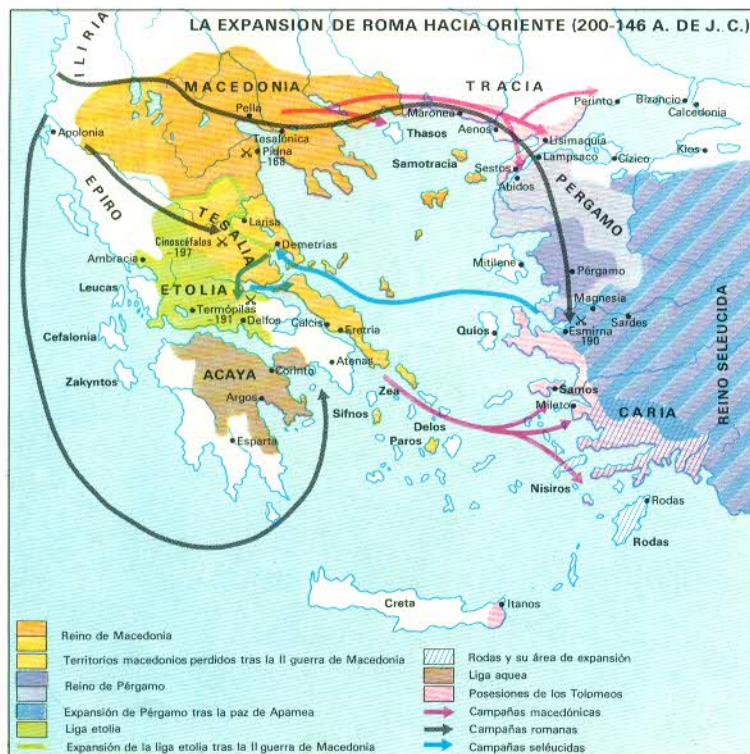 LA EXPANSION DE ROMA HACIA ORIENTE (200-146 A. DE J. C.)
ILIRIA
MACEDONIA
TRACIA
Pella
Maronea
Perinto
Bizancio
Calcedonia
Apolonia
Tesalónica
Thasos
Aenos
Lisimaquia
Pidna
-168
Samotracia
Lampsaco
Cízico
Kios
Sestos
Abidos
EPIRO
PERGAMO
TESALIA
Larisa
Cinoscéfalos
-197
Demetrias
Ambracia
Mitilene
Pérgamo
Leucas
ETOLIA
Magnesia
Termópilas
-191
Delfos
Calcis
Eretria
Quios
Esmirna
-190
Sardes
REINO SELEUCIDA
Cefalonia
Atenas
ACAYA
Corinto
Zakyntos
Argos
Zea
Samos
Mileto
CARIA
Sifnos
Delos
Paros
Esparta
Nisiros
Rodas
Rodas
Creta
Itanos
Reino de Macedonia
Territorios macedonios perdidos tras la II guerra de Macedonia
Reino de Pérgamo
Expansión de Pérgamo tras la paz de Apamea
Liga etolia
Expansión de la liga etolia tras la II guerra de Macedonia
Rodas y su área de expansión
Liga aquea
Posesiones de los Tolpmeos
Campañas macedónicas
Campañas romanas
Campañas seléucidas